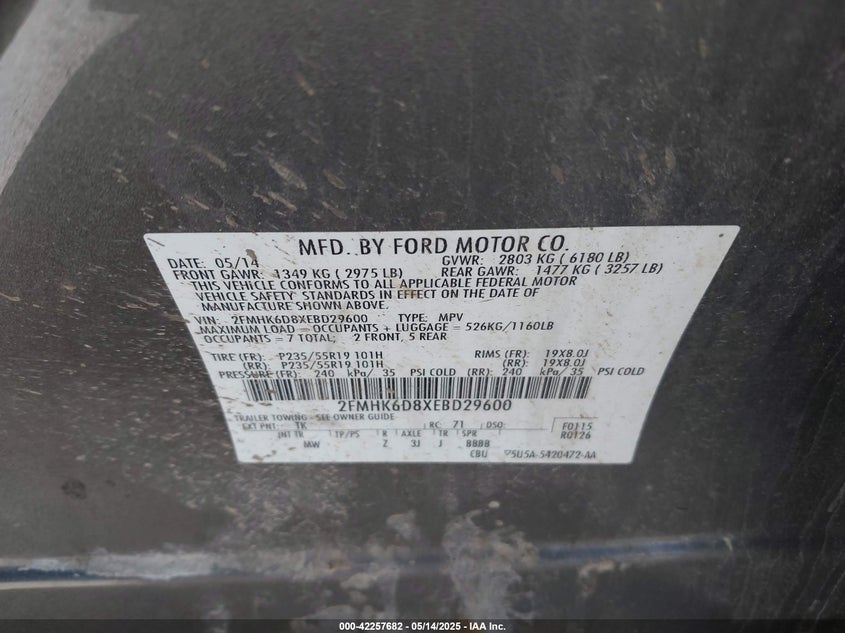 MFD. BY FORD MOTOR CO.
DATE: 05/14 GVWR: 2803 KG ( 6180 LB)
FRONT GAWR: 1349 KG ( 2975 LB) REAR GAWR: 1477 KG ( 3257 LB)
THIS VEHICLE CONFORMS TO ALL APPLICABLE FEDERAL MOTOR
VEHICLE SAFETY STANDARDS IN EFFECT ON THE DATE OF
MANUFACTURE SHOWN ABOVE.
VIN: 2FMHK6D8XEBD29600 TYPE: MPV
MAXIMUM LOAD = OCCUPANTS + LUGGAGE = 526KG/1160LB
OCCUPANTS = 7 TOTAL; 2 FRONT, 5 REAR
TIRE (FR): P235/55R19 101H RIMS (FR): 19X8.0J
(RR): P235/55R19 101H (RR): 19X8.0J
PRESSURE (FR): 240 kPa/ 35 PSI COLD (RR): 240 kPa/ 35 PSI COLD
2FMHK6D8XEBD29600
TRAILER TOWING - SEE OWNER GUIDE
EXT PNT: TK RC: 71 DSO: F0115
INT TR TP/PS R AXLE TR SPR R0126
MW Z 3J J BBBB
CBU 5U5A-5420472-AA
000-42257682 - 05/14/2025 - IAA Inc.